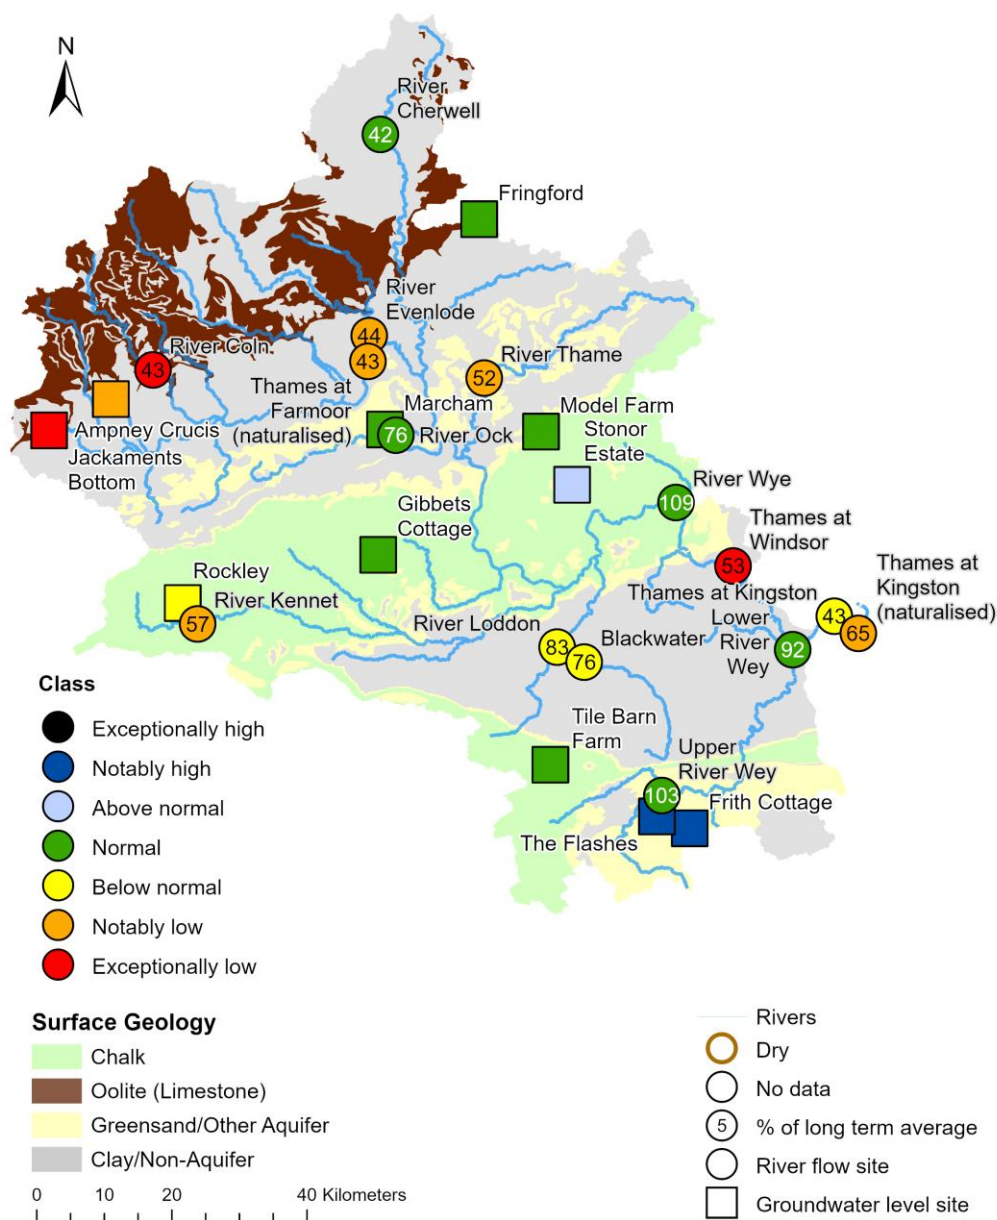 N
River
Cherwell
42
Fringford
River
Evenlode
44
43
River Coln
43
River Thame
52
Thames at
Farmoor
(naturalised)
Marcham
76
River Ock
Model Farm
Stonor
Estate
Ampney Crucis
Jackaments
Bottom
River Wye
109
Gibbets
Cottage
Thames at
Windsor
53
Thames at
Kingston
(naturalised)
Rockley
River Kennet
57
Thames at Kingston
43
65
Lower
River
Wey
92
River Loddon
83
76
Blackwater
Tile Barn
Farm
Upper
River Wey
103
Frith Cottage
The Flashes
Class
Exceptionally high
Notably high
Above normal
Normal
Below normal
Notably low
Exceptionally low
Surface Geology
Chalk
Oolite (Limestone)
Greensand/Other Aquifer
Clay/Non-Aquifer
0 10 20 40 Kilometers
Rivers
Dry
No data
5 % of long term average
River flow site
Groundwater level site